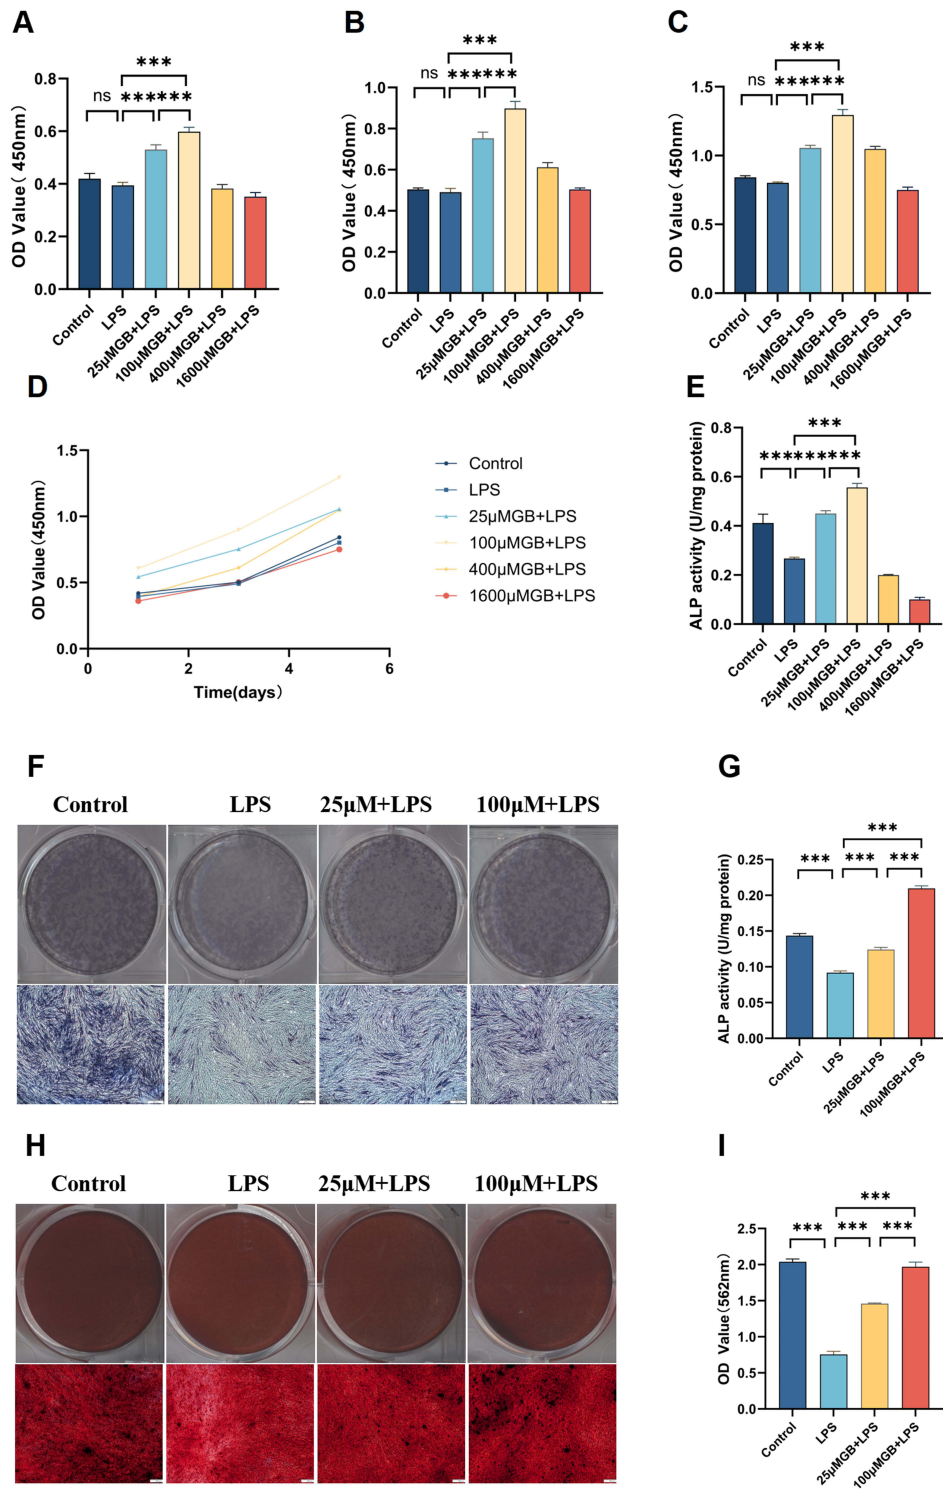 A
B
C
***
ns
***
***
0.8
0.6
0.4
0.2
0.0
OD Value( 450nm)
Control
LPS
25μMGB+LPS
100μMGB+LPS
400μMGB+LPS
1600μMGB+LPS
***
ns
***
***
1.0
0.8
0.6
0.4
0.2
0.0
OD Value( 450nm)
Control
LPS
25μMGB+LPS
100μMGB+LPS
400μMGB+LPS
1600μMGB+LPS
***
ns
***
***
1.5
1.0
0.5
0.0
OD Value( 450nm)
Control
LPS
25μMGB+LPS
100μMGB+LPS
400μMGB+LPS
1600μMGB+LPS
D
1.5
1.0
0.5
0.0
OD Value(450nm)
0 2 4 6
Time(days)
Control
LPS
25μMGB+LPS
100μMGB+LPS
400μMGB+LPS
1600μMGB+LPS
E
***
***
***
***
0.8
0.6
0.4
0.2
0.0
ALP activity (U/mg protein)
Control
LPS
25μMGB+LPS
100μMGB+LPS
400μMGB+LPS
1600μMGB+LPS
F
Control LPS 25μM+LPS 100μM+LPS
G
***
*** *** ***
0.25
0.20
0.15
0.10
0.05
0.00
ALP activity (U/mg protein)
Control
LPS
25μMGB+LPS
100μMGB+LPS
H
Control LPS 25μM+LPS 100μM+LPS
I
***
*** *** ***
2.5
2.0
1.5
1.0
0.5
0.0
OD Value(562nm)
Control
LPS
25μMGB+LPS
100μMGB+LPS